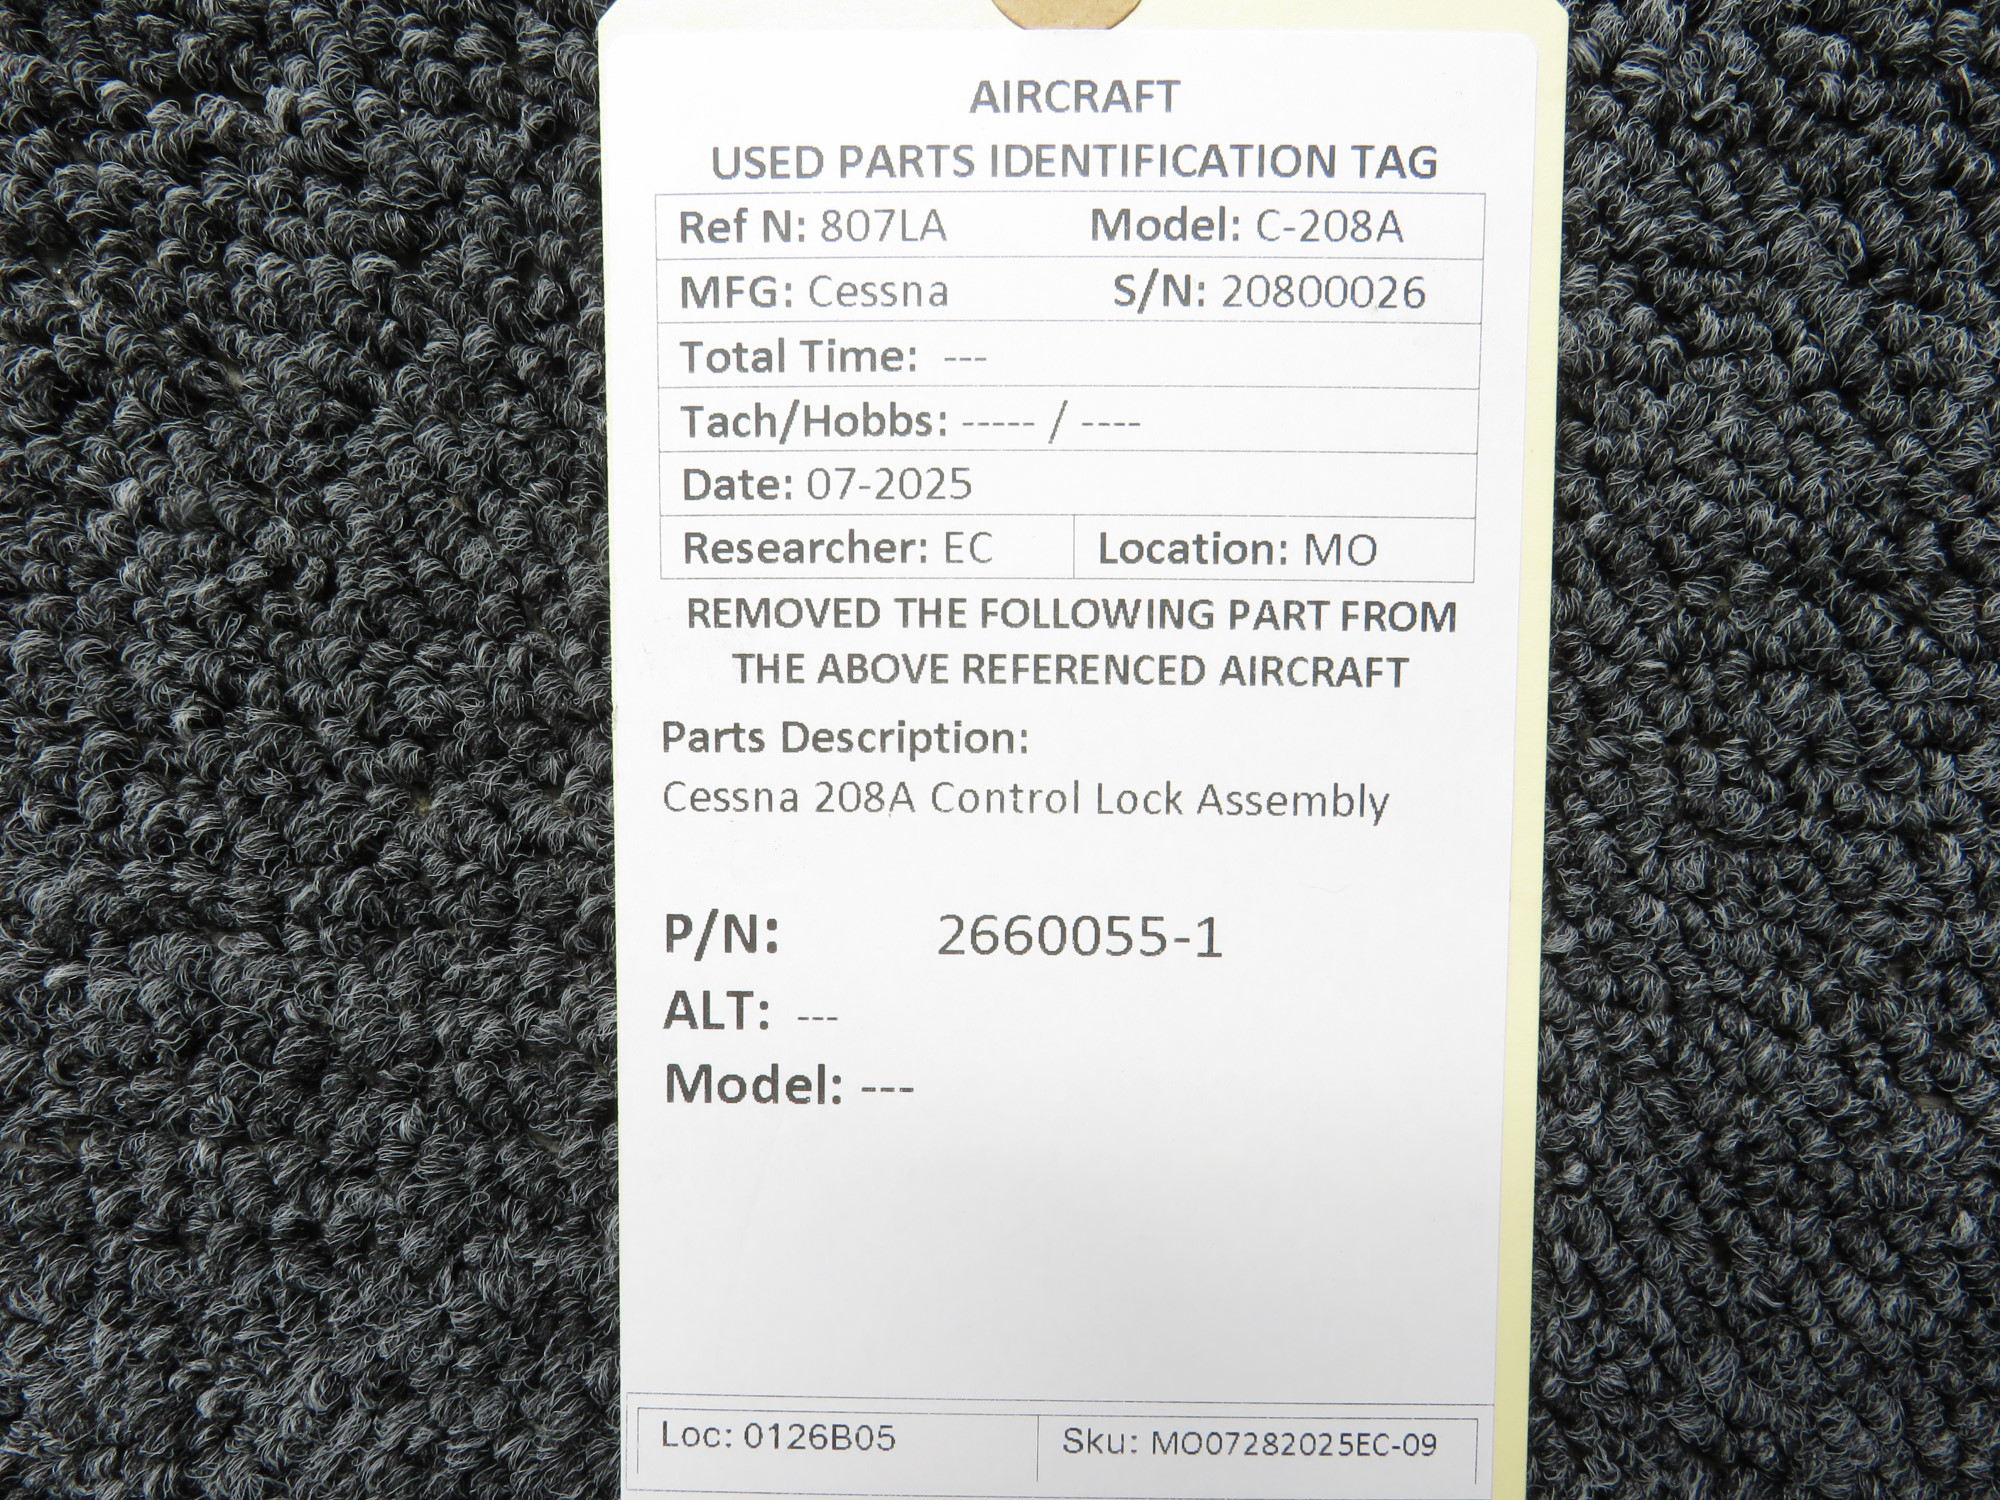 AIRCRAFT
USED PARTS IDENTIFICATION TAG
Ref N: 807LA Model: C-208A
MFG: Cessna S/N: 20800026
Total Time: ---
Tach/Hobbs: ----- / ----
Date: 07-2025
Researcher: EC Location: MO
REMOVED THE FOLLOWING PART FROM
THE ABOVE REFERENCED AIRCRAFT
Parts Description:
Cessna 208A Control Lock Assembly
P/N: 2660055-1
ALT: ---
Model: ---
Loc: 0126B05 Sku: MO07282025EC-09